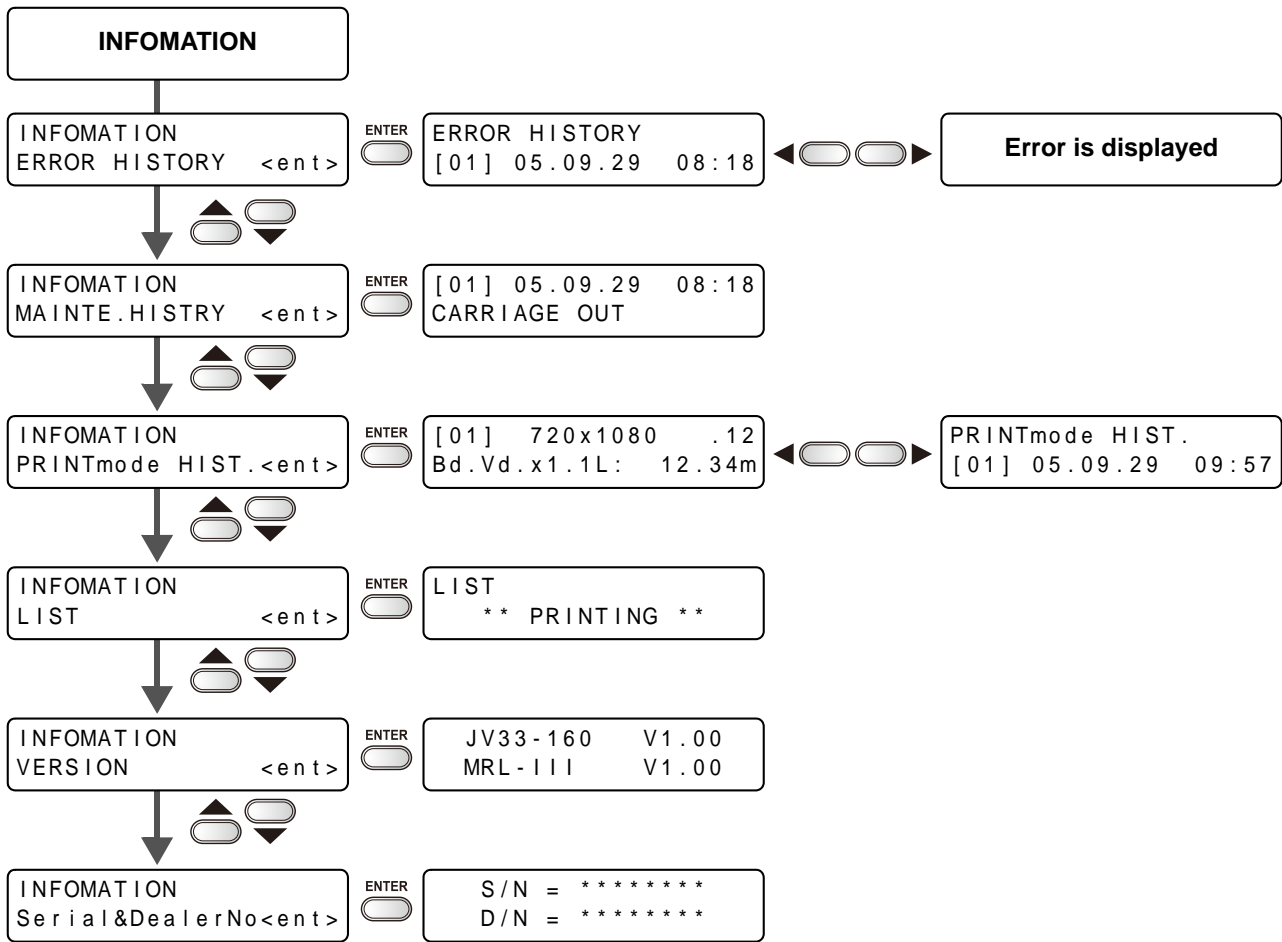 INFOMATION
INFOMATION
ERROR HISTORY <ent>
ENTER
ERROR HISTORY
[01] 05.09.29 08:18
Error is displayed
INFOMATION
MAINTE.HISTRY <ent>
ENTER
[01] 05.09.29 08:18
CARRIAGE OUT
INFOMATION
PRINTmode HIST.<ent>
ENTER
[01] 720x1080 .12
Bd.Vd.x1.1L: 12.34m
PRINTmode HIST.
[01] 05.09.29 09:57
INFOMATION
LIST <ent>
ENTER
LIST
** PRINTING **
INFOMATION
VERSION <ent>
ENTER
JV33-160 V1.00
MRL-III V1.00
INFOMATION
Serial&DealerNo<ent>
ENTER
S/N = ********
D/N = ********